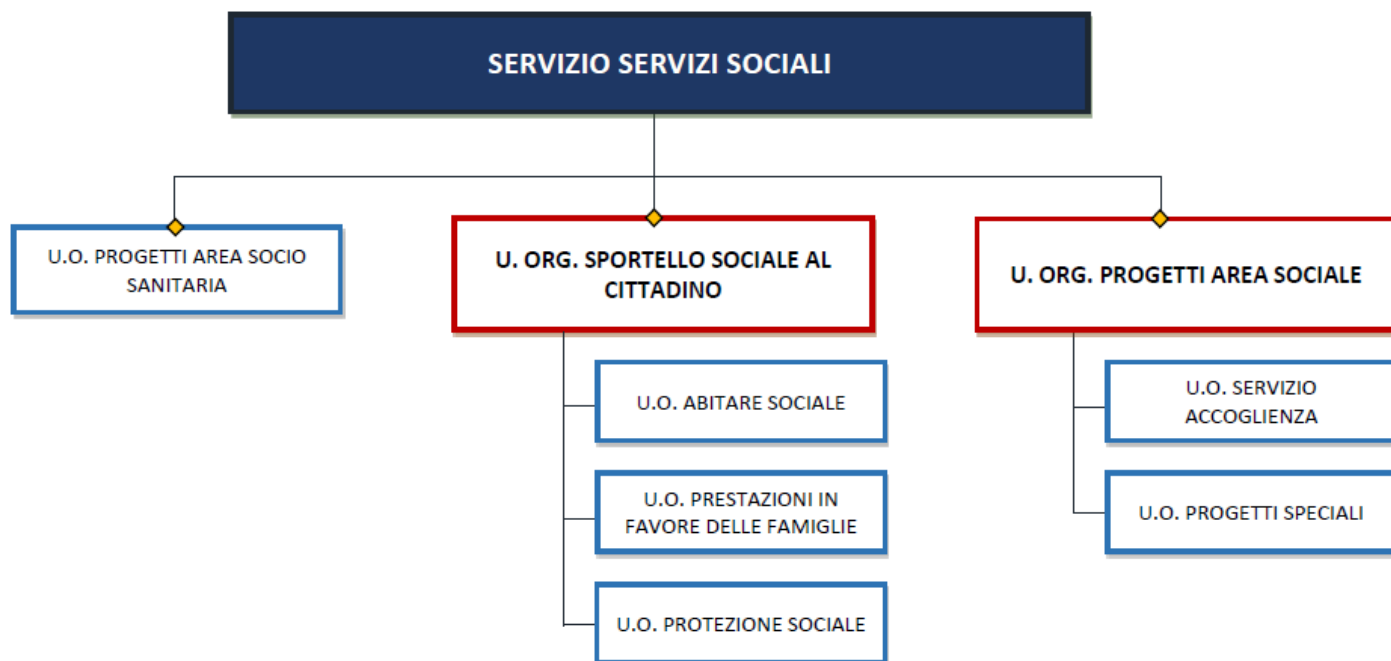 SERVIZIO SERVIZI SOCIALI
U.O. PROGETTI AREA SOCIO
SANITARIA
U. ORG. SPORTELLO SOCIALE AL
CITTADINO
U.O. ABITARE SOCIALE
U.O. PRESTAZIONI IN
FAVORE DELLE FAMIGLIE
U.O. PROTEZIONE SOCIALE
U. ORG. PROGETTI AREA SOCIALE
U.O. SERVIZIO
ACCOGLIENZA
U.O. PROGETI SPECIALI